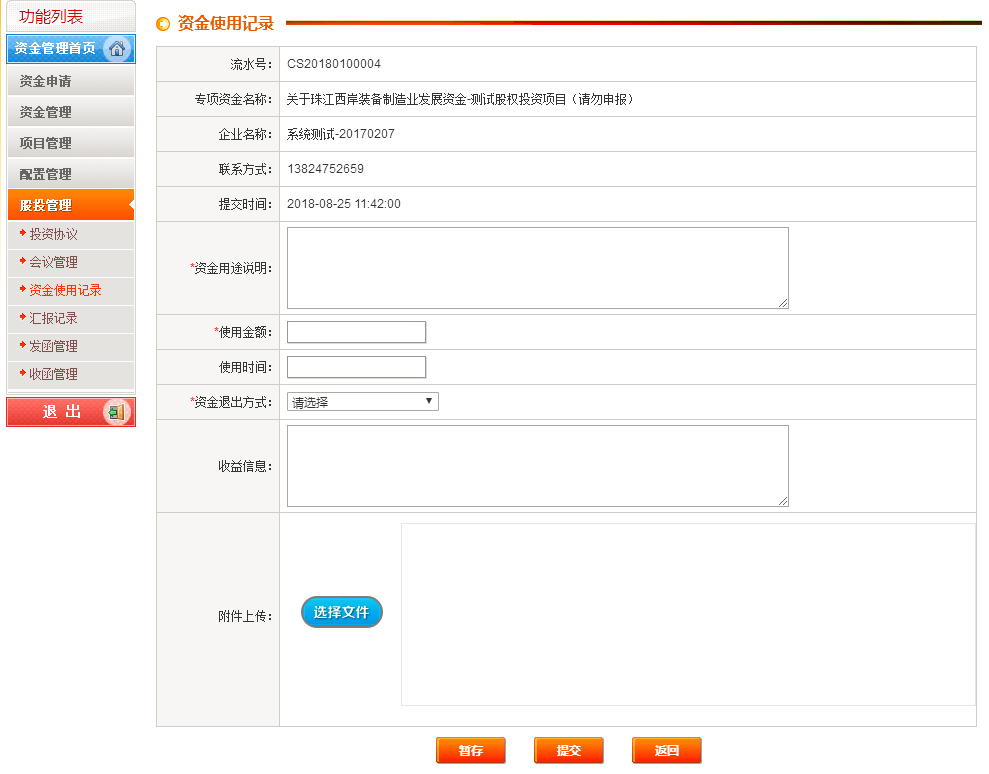 功能列表
资金管理首页
资金申请
资金管理
项目管理
配置管理
股投管理
投资协议
会议管理
资金使用记录
汇报记录
发函管理
收函管理
退 出
资金使用记录
流水号： CS20180100004
专项资金名称： 关于珠江西岸装备制造业发展资金-测试股权投资项目（请勿申报）
企业名称： 系统测试-20170207
联系方式： 13824752659
提交时间： 2018-08-25 11:42:00
*资金用途说明：
*使用金额：
使用时间：
*资金退出方式： 请选择
收益信息：
附件上传： 选择文件
暂存 提交 返回